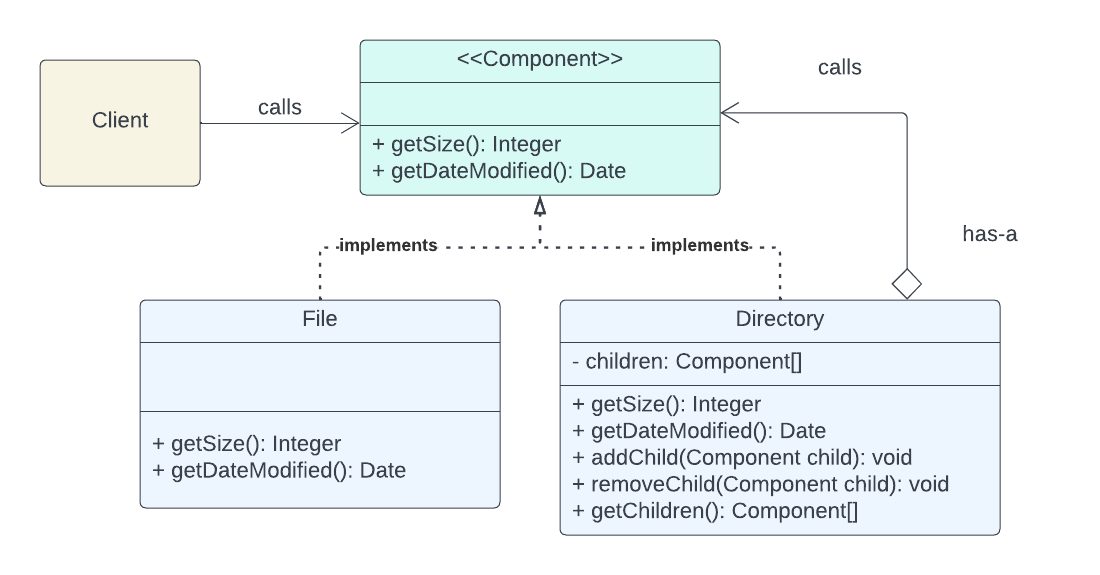 <<Component>>
calls
Client
calls
+ getSize(): Integer
+ getDateModified(): Date
has-a
implements
implements
File
Directory
- children: Component[]
+ getSize(): Integer
+ getDateModified(): Date
+ getSize(): Integer
+ getDateModified(): Date
+ addChild(Component child): void
+ removeChild(Component child): void
+ getChildren(): Component[]